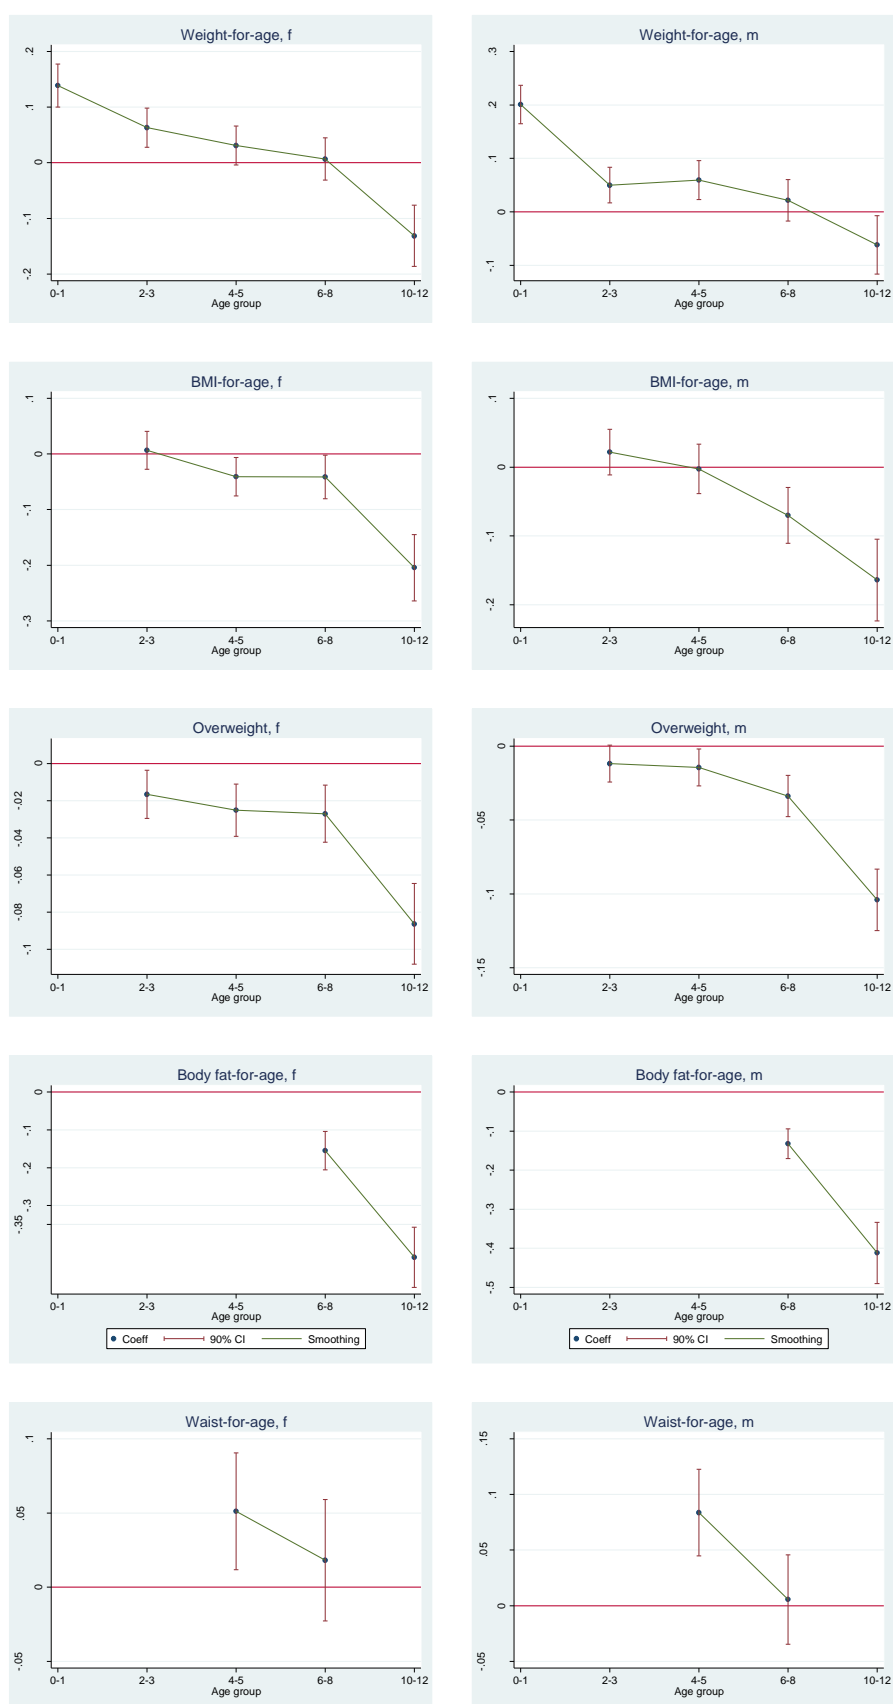 Weight-for-age, f
.2
.1
0
-.1
-.2
0-1 2-3 4-5 6-8 10-12
Age group
Weight-for-age, m
.3
.2
.1
0
-.1
0-1 2-3 4-5 6-8 10-12
Age group
BMI-for-age, f
.1
0
-.1
-.2
-.3
0-1 2-3 4-5 6-8 10-12
Age group
BMI-for-age, m
.1
0
-.1
-.2
0-1 2-3 4-5 6-8 10-12
Age group
Overweight, f
0
-.02
-.04
-.06
-.08
-.1
0-1 2-3 4-5 6-8 10-12
Age group
Overweight, m
0
-.05
-.1
-.15
0-1 2-3 4-5 6-8 10-12
Age group
Body fat-for-age, f
0
-.1
-.2
-.3
-.35
0-1 2-3 4-5 6-8 10-12
Age group
Coeff 90% CI Smoothing
Body fat-for-age, m
0
-.1
-.2
-.3
-.4
-.5
0-1 2-3 4-5 6-8 10-12
Age group
Coeff 90% CI Smoothing
Waist-for-age, f
.1
.05
0
-.05
0-1 2-3 4-5 6-8 10-12
Age group
Waist-for-age, m
.15
.1
.05
0
-.05
0-1 2-3 4-5 6-8 10-12
Age group